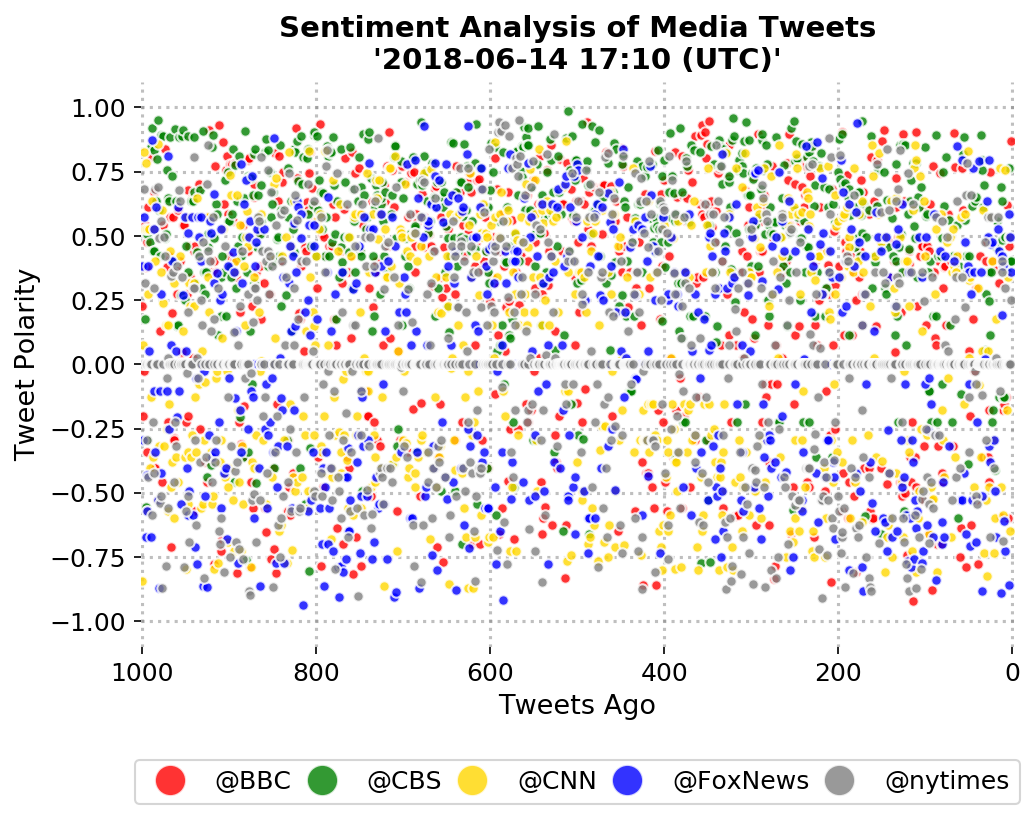 Sentiment Analysis of Media Tweets
'2018-06-14 17:10 (UTC)'
Tweet Polarity
1.00
0.75
0.50
0.25
0.00
−0.25
−0.50
−0.75
−1.00
1000 800 600 400 200 0
Tweets Ago
@BBC @CBS @CNN @FoxNews @nytimes